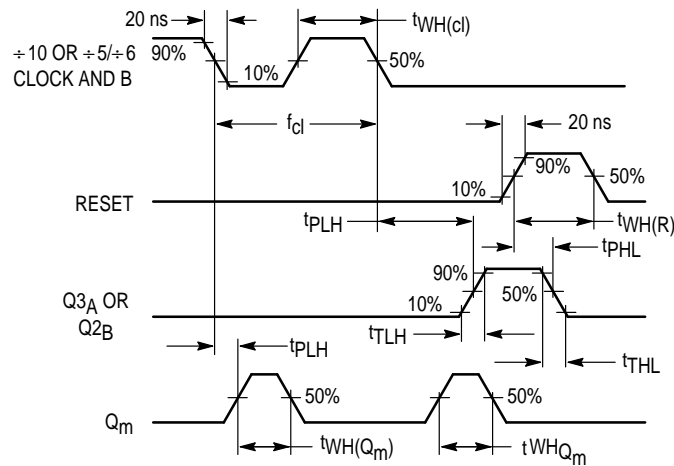 20 ns
tWH(cl)
÷10 OR ÷5/÷6
CLOCK AND B
90%
10%
50%
fcl
20 ns
90%
50%
10%
RESET
tPLH
tWH(R)
tPHL
90%
Q3A OR
Q2B
10%
50%
tTLH
tPLH
tTHL
50%
50%
Qm
tWH(Qm)
tWHQm